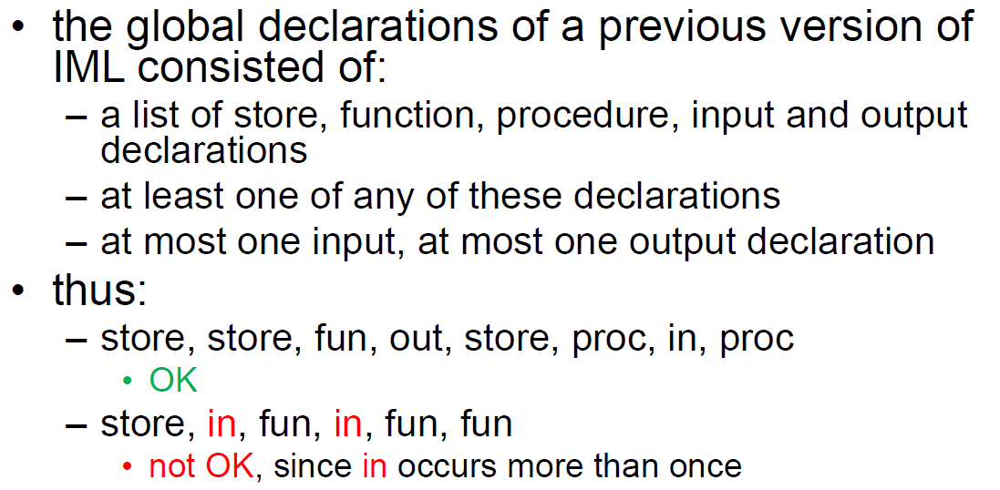 • the global declarations of a previous version of
IML consisted of:
– a list of store, function, procedure, input and output
declarations
– at least one of any of these declarations
– at most one input, at most one output declaration
• thus:
– store, store, fun, out, store, proc, in, proc
• OK
– store, in, fun, in, fun, fun
• not OK, since in occurs more than once